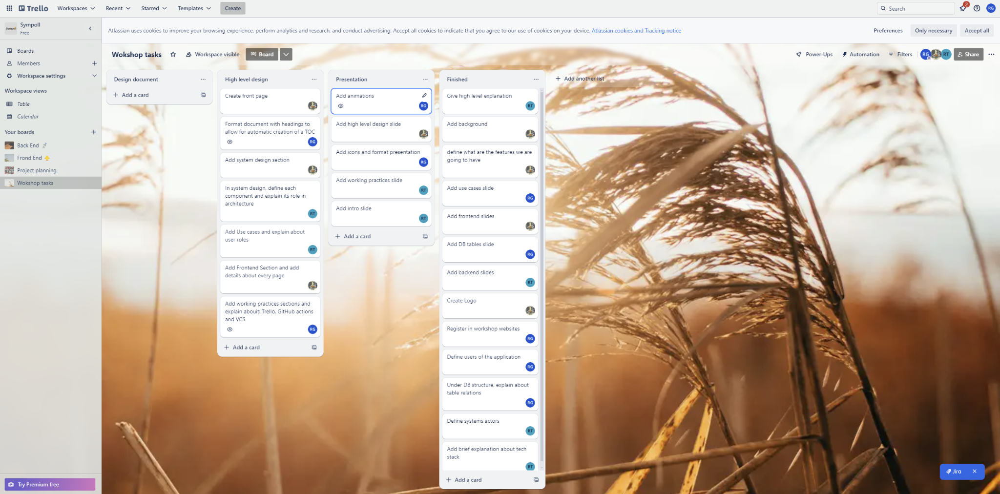 Trello
Workspaces
Recent
Starred
Templates
Create
Search
2
RG
Sympoll
Sympoll
Free
Atlassian uses cookies to improve your browsing experience, perform analytics and research, and conduct advertising. Accept all cookies to indicate that you agree to our use of cookies on your device. Atlassian cookies and Tracking notice
Preferences
Only necessary
Accept all
Boards
Members
Workspace settings
Workspace views
Table
Calendar
Your boards
Back End
Frond End
Project planning
Wokshop tasks
Try Premium free
Wokshop tasks
Workspace visible
Board
Power-Ups
Automation
Filters
RG
RT
Share
Design document
Add a card
High level design
Create front page
Format document with headings to
allow for automatic creation of a TOC
RG
Add system design section
In system design, define each
component and explain its role in
architecture
RT
Add Use cases and explain about
user roles
RT
Add Frontend Section and add
details about every page
Add working practices sections and
explain abouit: Trello, GitHub actions
and VCS
RG
Add a card
Presentation
Add animations
RG
Add high level design slide
Add icons and format presentation
RG
Add working practices slide
RT
Add intro slide
RT
Add a card
Finished
Give high level explanation
RT
Add background
define what are the features we are
going to have
Add use cases slide
RG
Add frontend slides
Add DB tables slide
RG
Add backend slides
RT
Create Logo
Register in workshop websites
RG
Define users of the application
RG
Under DB structure, explain about
table relations
RG
Define systems actors
RT
Add brief explanation about tech
stack
RT
Add a card
Add another list
Jira